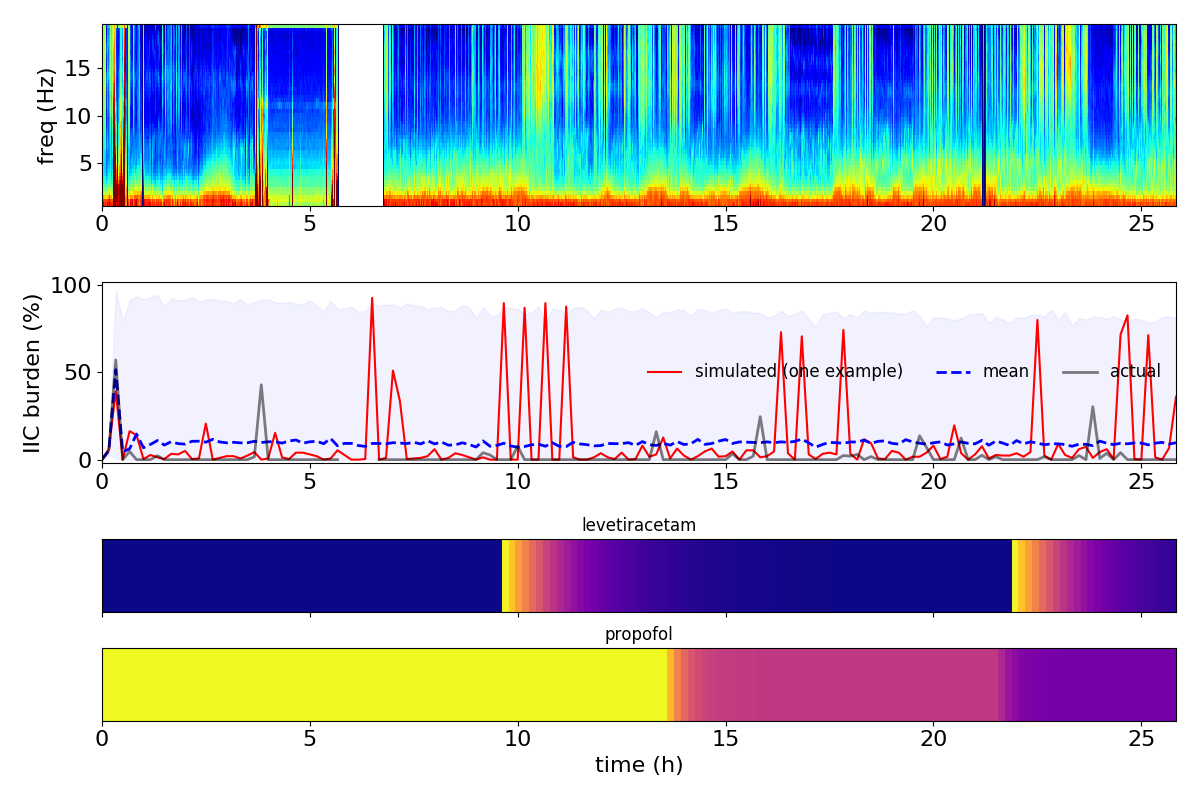 freq (Hz)
15
10
5
0 5 10 15 20 25
IIC burden (%)
100
50
0
simulated (one example) mean actual
0 5 10 15 20 25
levetiracetam
propofol
0 5 10 15 20 25
time (h)